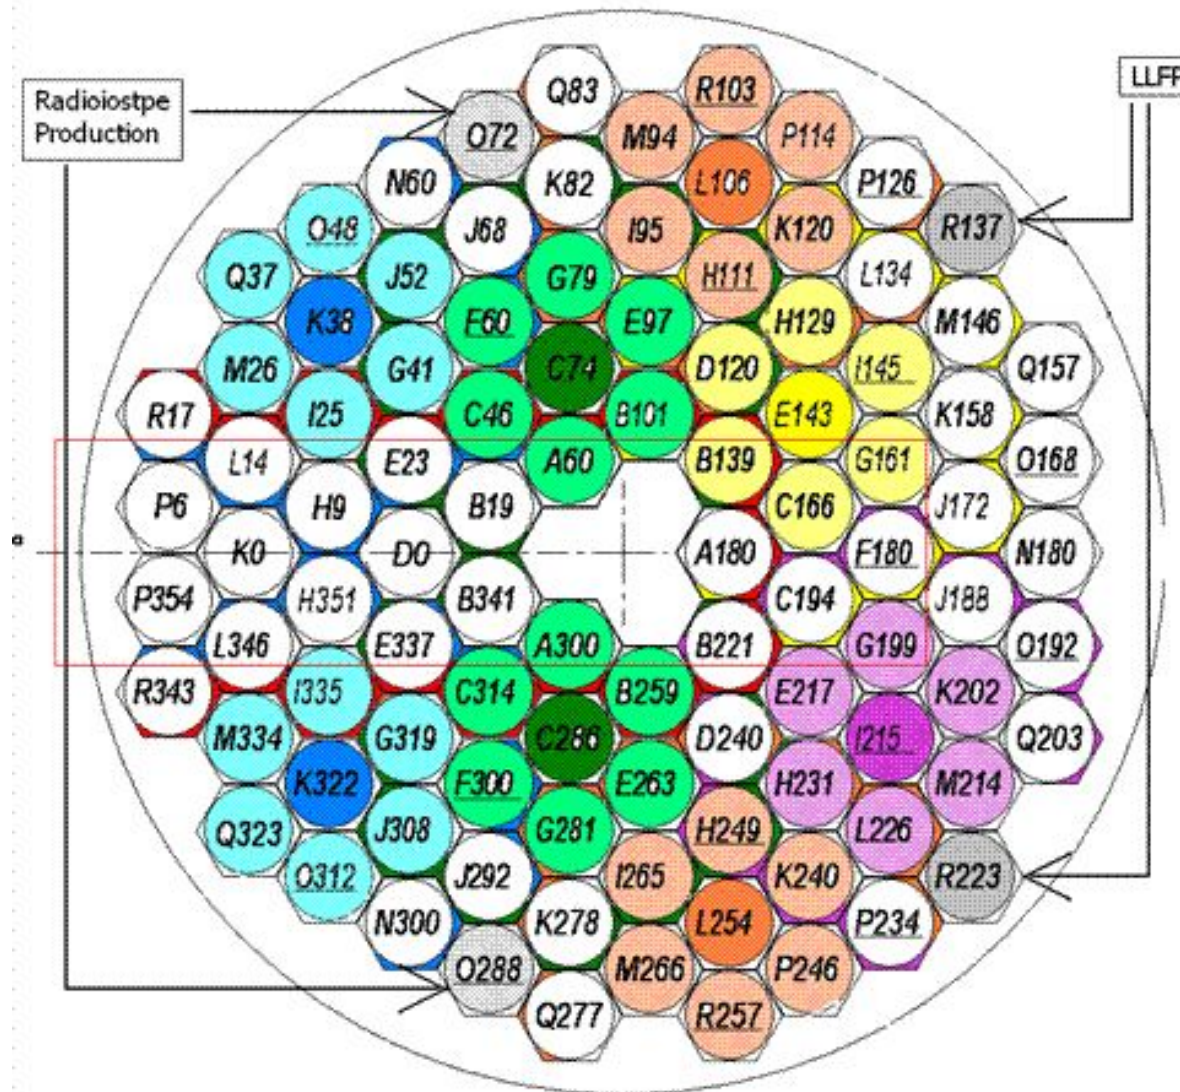 LLFP
Q83 R103
Radioiostpe
Production
O72 M94 P114
N60 K82 L106 P126
O48 J68 I95 K120 R137
Q37 J52 G79 H111 L134
K38 F60 E97 H129 M146
M26 G41 C74 D120 I145 Q157
R17 I25 C46 B101 E143 K158
L14 E23 A60 B139 G161 O168
P6 H9 B19 C166 J172
K0 D0 A180 F180 N180
P354 H351 B341 C194 J188
L346 E337 A300 B221 G199 O192
R343 I335 C314 B259 E217 K202
M334 G319 C286 D240 I215 Q203
K322 F300 E263 H231 M214
Q323 J308 G281 H249 L226
O312 J292 I265 K240 R223
N300 K278 L254 P234
O288 M266 P246
Q277 R257